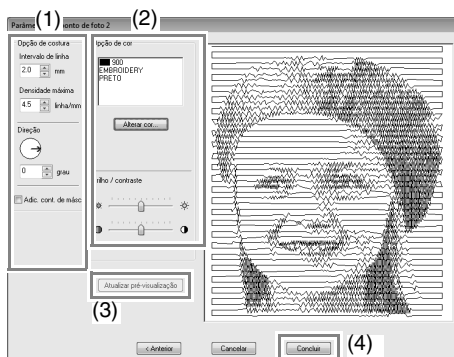 (1)
(2)
Parâm
onto de foto 2
Opção de costura
Intervalo de linha
2.0 mm
Densidade máxima
4.5 linha/mm
Direção
0 grau
Adic. cont. de másc
pção de cor
900
EMBROIDERY
PRETO
Alterar cor...
rilho / contraste
Atualizar pré-visualização
(3)
< Anterior
Cancelar
Concluir
(4)